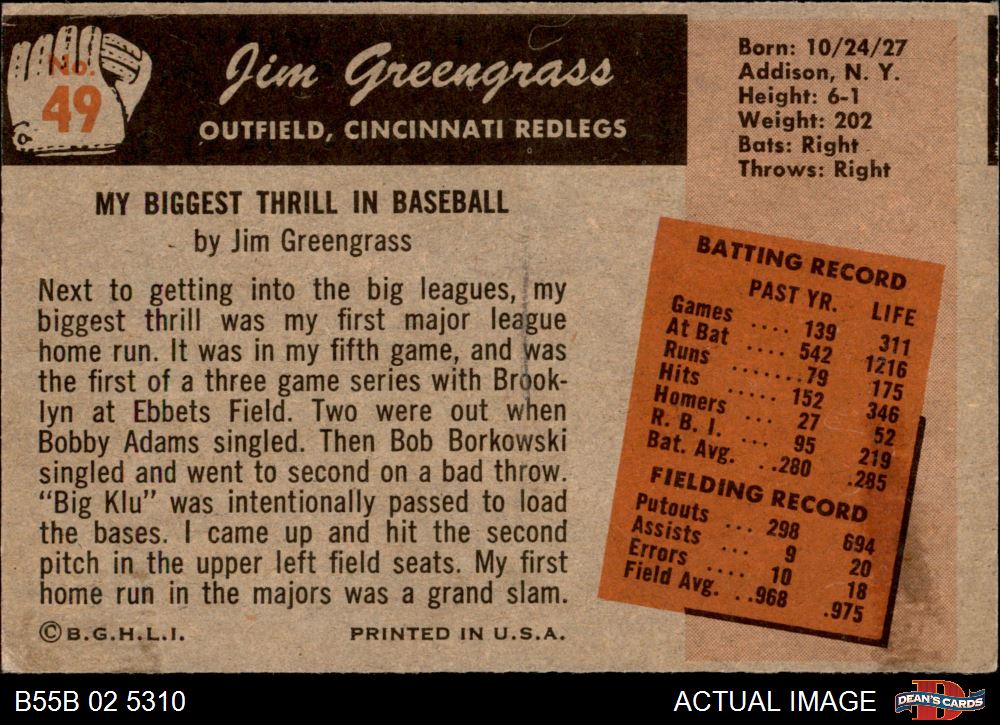 No.
49
Jim Greengrass
OUTFIELD, CINCINNATI REDLEGS
Born: 10/24/27
Addison, N. Y.
Height: 6-1
Weight: 202
Bats: Right
Throws: Right
MY BIGGEST THRILL IN BASEBALL
by Jim Greengrass
Next to getting into the big leagues, my
biggest thrill was my first major league
home run. It was in my fifth game, and was
the first of a three game series with Brook-
lyn at Ebbets Field. Two were out when
Bobby Adams singled. Then Bob Borkowski
singled and went to second on a bad throw.
"Big Klu" was intentionally passed to load
the bases. I came up and hit the second
pitch in the upper left field seats. My first
home run in the majors was a grand slam.
© B.G.H.L.I. PRINTED IN U.S.A.
BATTING RECORD
PAST YR. LIFE
Games .... 139 311
At Bat .... 542 1216
Runs .......79 175
Hits ..... 152 346
Homers ... 27 52
R. B. I. ... 95 219
Bat. Avg. ..280 .285
FIELDING RECORD
Putouts ... 298 694
Assists ... 9 20
Errors .... 10 18
Field Avg. ..968 .975
B55B 02 5310
ACTUAL IMAGE
DEAN'S CARDS